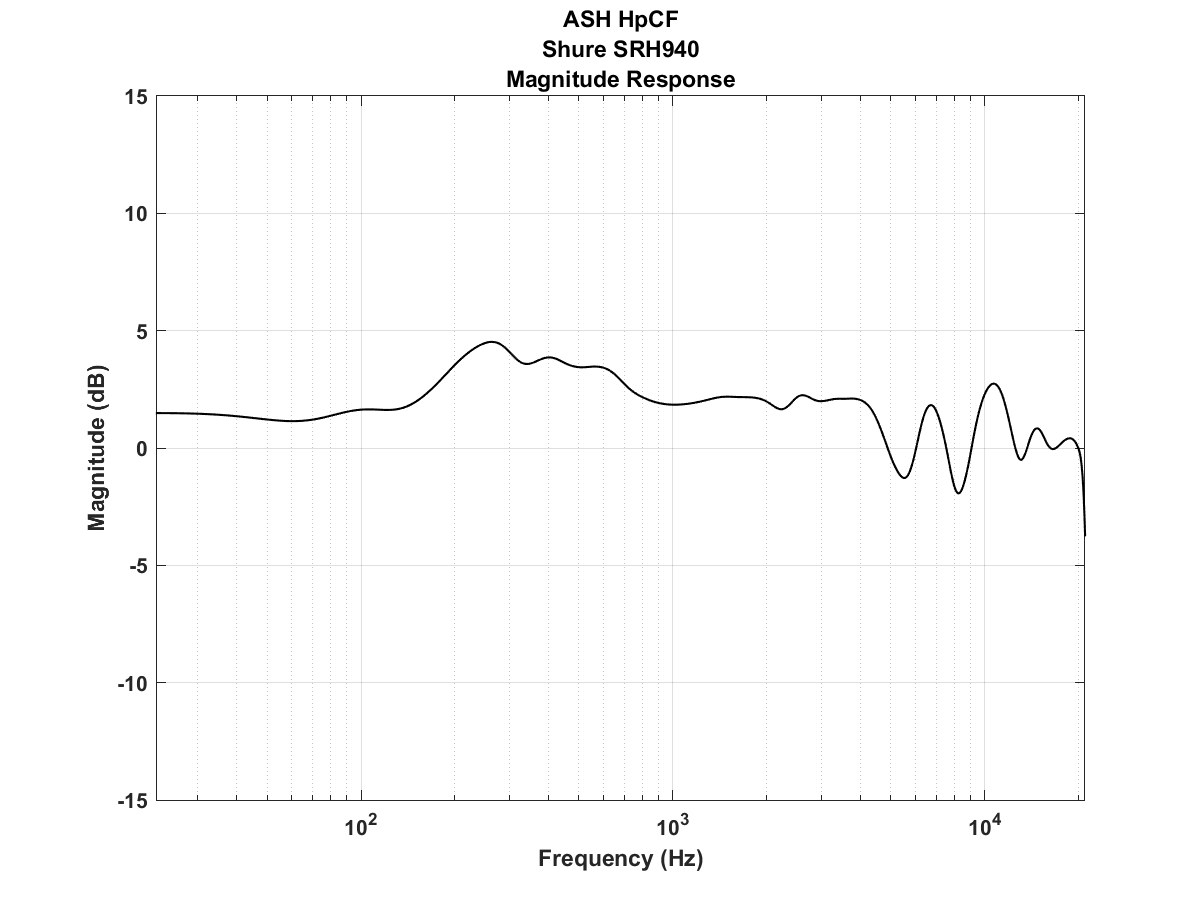 ASH HpCF
Shure SRH940
Magnitude Response
15
10
5
0
-5
-10
-15
Magnitude (dB)
10²
10³
10⁴
Frequency (Hz)